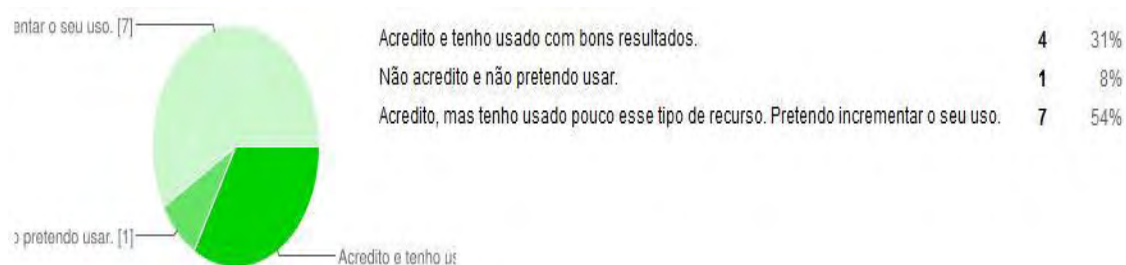 entar o seu uso. [7]
Acredito e tenho usado com bons resultados. 4 31%
Não acredito e não pretendo usar. 1 8%
Acredito, mas tenho usado pouco esse tipo de recurso. Pretendo incrementar o seu uso. 7 54%
pretendo usar. [1]
Acredito e tenho us